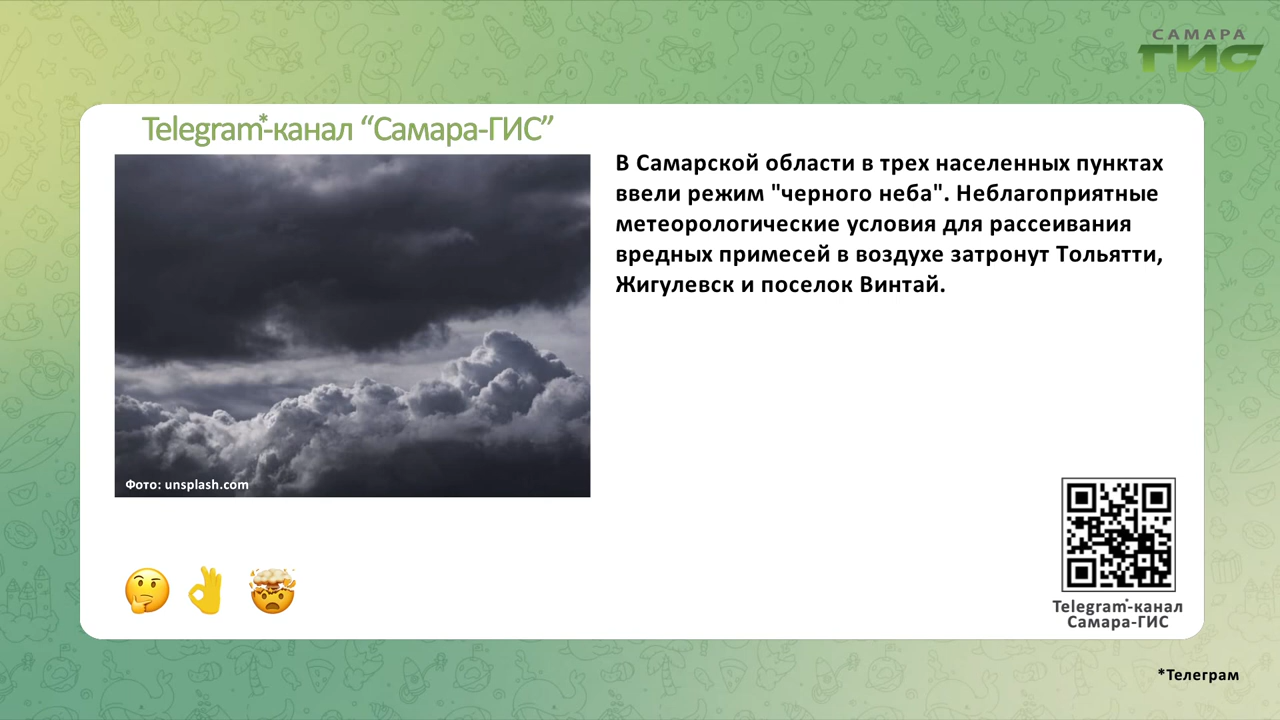 САМАРА
ГИС
Telegram*-канал “Самара-ГИС”
В Самарской области в трех населенных пунктах
ввели режим "черного неба". Неблагоприятные
метеорологические условия для рассеивания
вредных примесей в воздухе затронут Тольятти,
Жигулевск и поселок Винтай.
Фото: unsplash.com
Telegram*-канал
Самара-ГИС
*Телеграм